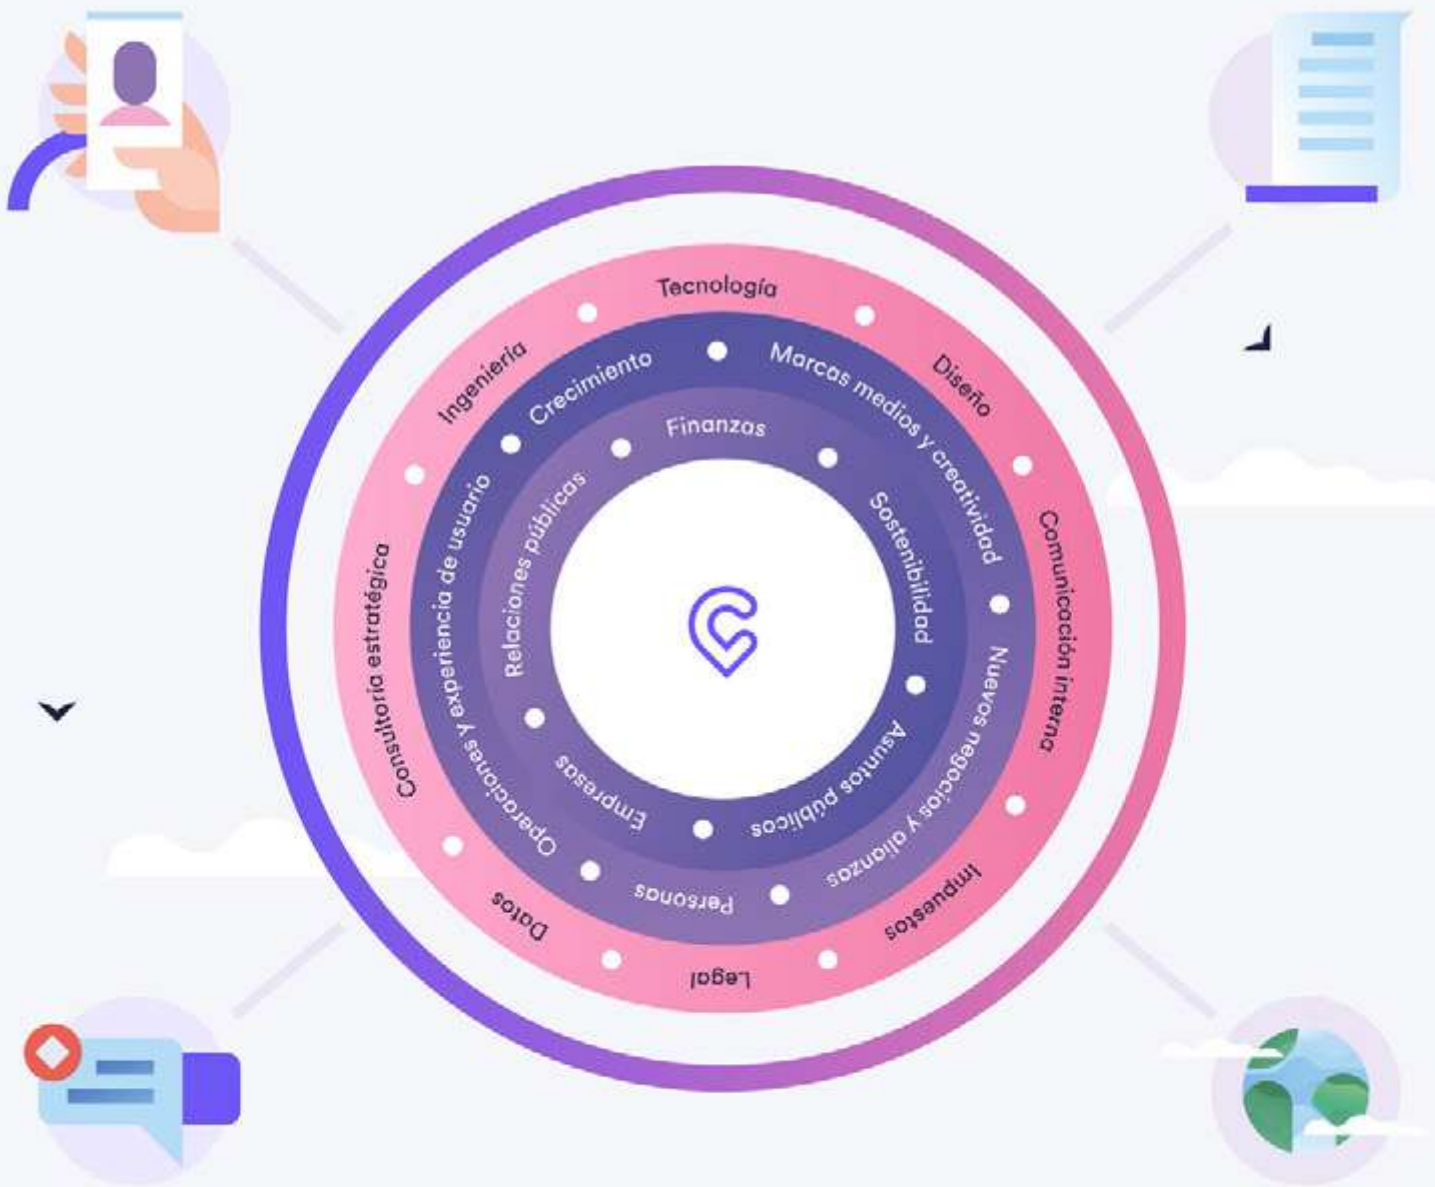 Tecnología
Diseño
Comunicación interna
Impuestos
Legal
Datos
Consultoría estratégica
Ingeniería
Crecimiento
Marcas medios y creatividad
Nuevos negocios y alianzas
Personas
Operaciones y experiencia de usuario
Finanzas
Sostenibilidad
Asuntos públicos
Empresas
Relaciones públicas